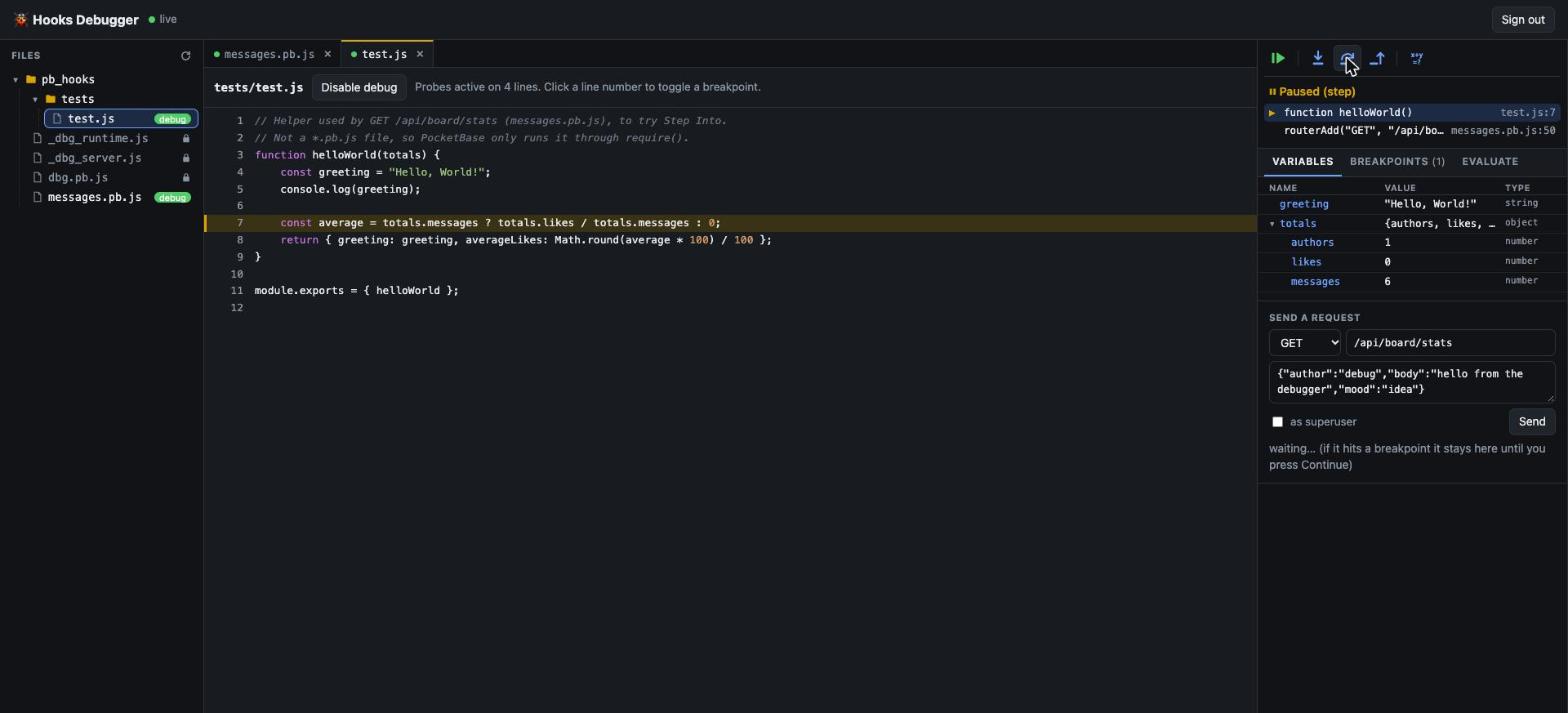 Hooks Debugger live
Sign out
FILES
pb_hooks
tests
test.js debug
_dbg_runtime.js
_dbg_server.js
dbg.pb.js
messages.pb.js debug
messages.pb.js × test.js ×
tests/test.js Disable debug Probes active on 4 lines. Click a line number to toggle a breakpoint.
1 // Helper used by GET /api/board/stats (messages.pb.js), to try Step Into.
2 // Not a *.pb.js file, so PocketBase only runs it through require().
3 function helloWorld(totals) {
4 const greeting = "Hello, World!";
5 console.log(greeting);
6
7 const average = totals.messages ? totals.likes / totals.messages : 0;
8 return { greeting: greeting, averageLikes: Math.round(average * 100) / 100 };
9 }
10
11 module.exports = { helloWorld };
12
x+y
=?
Paused (step)
function helloWorld() test.js:7
routerAdd("GET", "/api/bo… messages.pb.js:50
VARIABLES BREAKPOINTS (1) EVALUATE
NAME VALUE TYPE
greeting "Hello, World!" string
totals {authors, likes, … object
authors 1 number
likes 0 number
messages 6 number
SEND A REQUEST
GET /api/board/stats
{"author":"debug","body":"hello from the
debugger","mood":"idea"}
as superuser Send
waiting... (if it hits a breakpoint it stays here until you
press Continue)